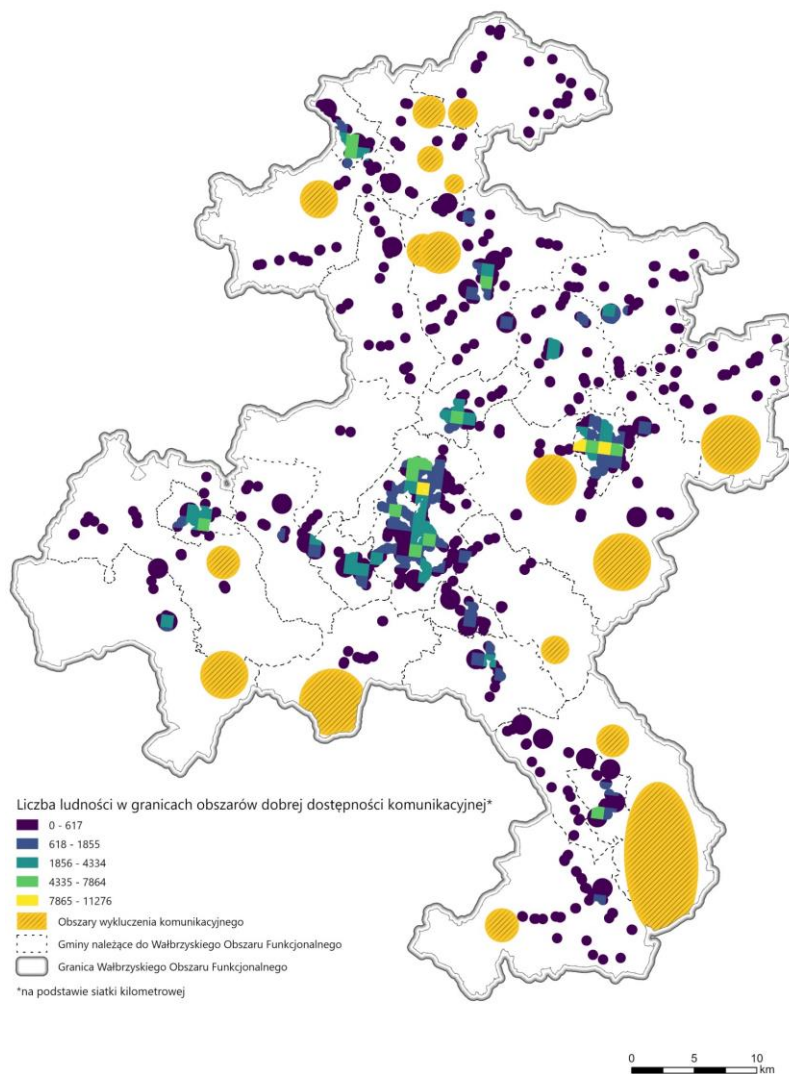 Liczba ludności w granicach obszarów dobrej dostępności komunikacyjnej*
0 - 617
618 - 1855
1856 - 4334
4335 - 7864
7865 - 11276
Obszary wykluczenia komunikacyjnego
Gminy należące do Wałbrzyskiego Obszaru Funkcjonalnego
Granica Wałbrzyskiego Obszaru Funkcjonalnego
*na podstawie siatki kilometrowej
0 5 10
km